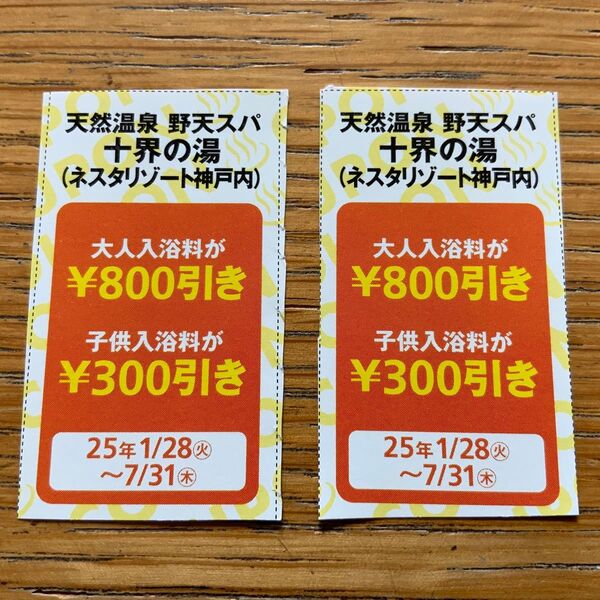 天然温泉 野天スパ
十界の湯
(ネスタリゾート神戸内)
大人入浴料が
¥800引き
子供入浴料が
¥300引き
25年1/28㊋
～7/31㊍
天然温泉 野天スパ
十界の湯
(ネスタリゾート神戸内)
大人入浴料が
¥800引き
子供入浴料が
¥300引き
25年1/28㊋
～7/31㊍